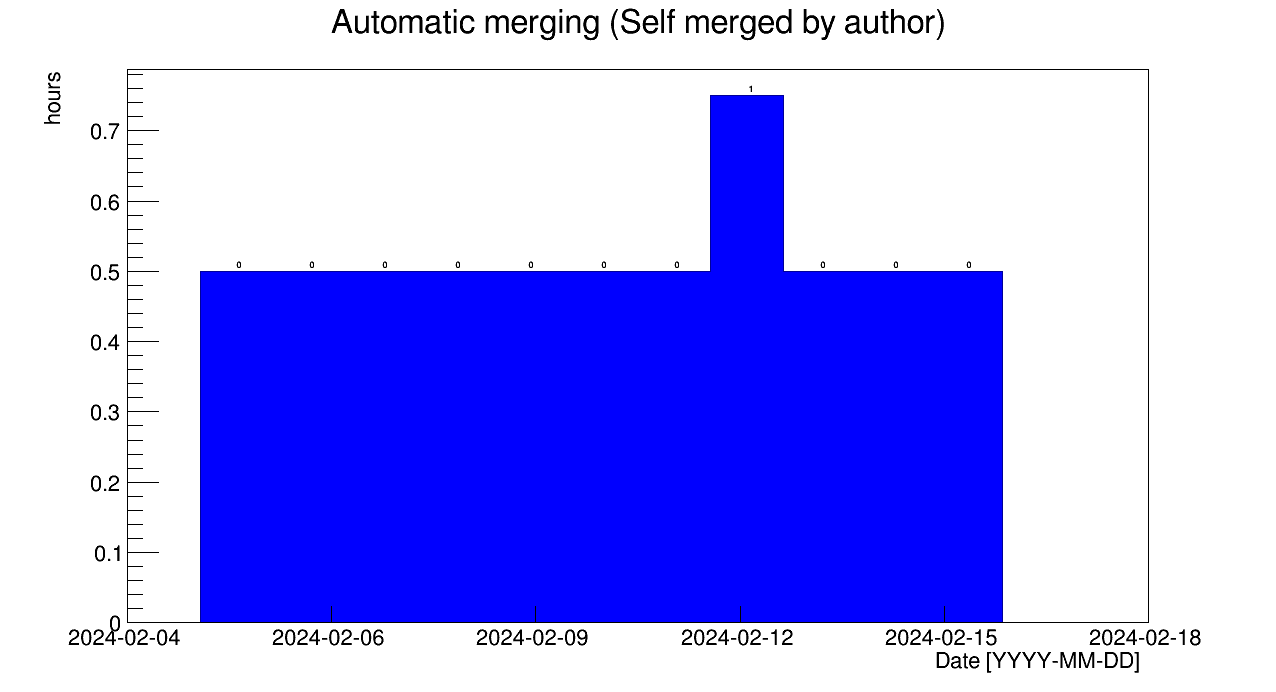 Automatic merging (Self merged by author)
hours
0.7
0.6
0.5
0.4
0.3
0.2
0.1
0
0 0 0 0 0 0 0 1 0 0 0
2024-02-04 2024-02-06 2024-02-09 2024-02-12 2024-02-15 2024-02-18
Date [YYYY-MM-DD]